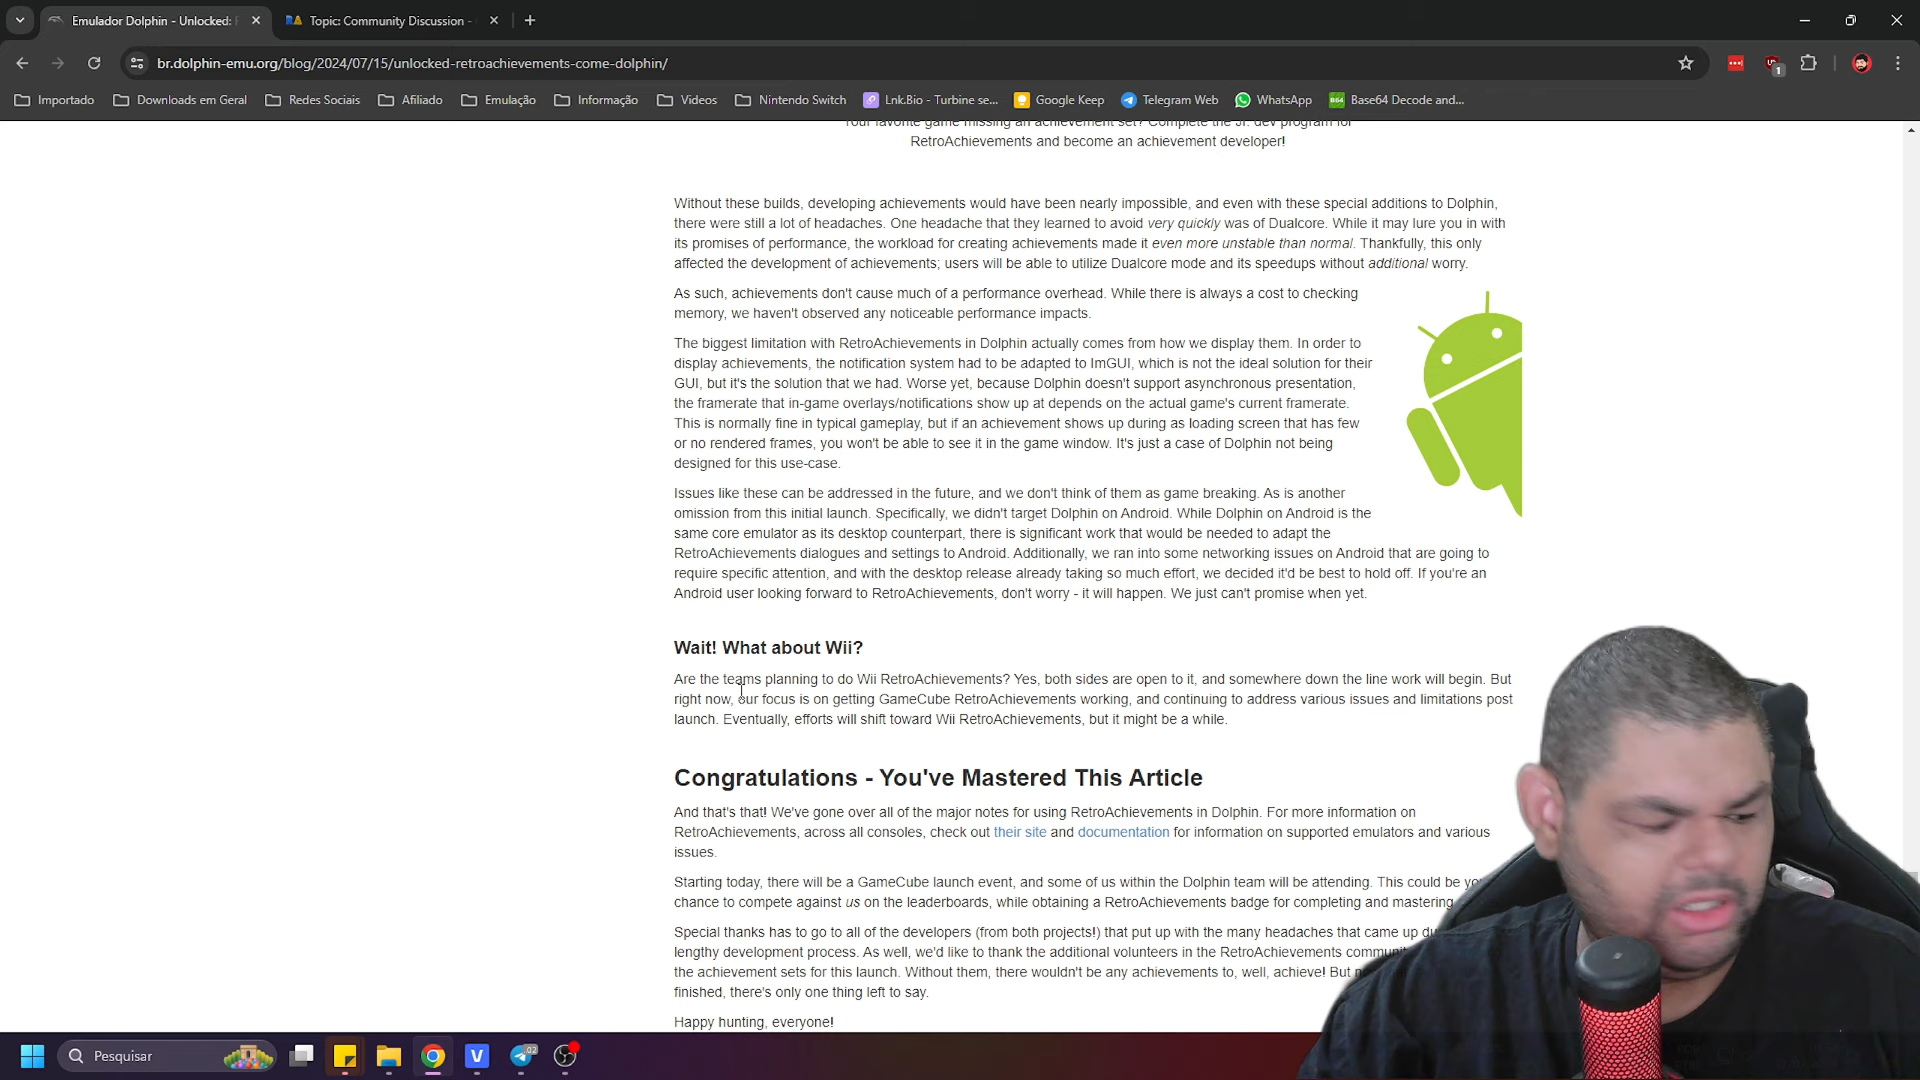 Emulador Dolphin - Unlocked:
Topic: Community Discussion -
br.dolphin-emu.org/blog/2024/07/15/unlocked-retroachievements-come-dolphin/
1
Importado
Downloads em Geral
Redes Sociais
Afiliado
Emulação
Informação
Videos
Nintendo Switch
Lnk.Bio - Turbine se...
Google Keep
Telegram Web
WhatsApp
B64 Base64 Decode and...
Your favorite game missing an achievement set? Complete the Jr. dev program for
RetroAchievements and become an achievement developer!
Without these builds, developing achievements would have been nearly impossible, and even with these special additions to Dolphin,
there were still a lot of headaches. One headache that they learned to avoid very quickly was of Dualcore. While it may lure you in with
its promises of performance, the workload for creating achievements made it even more unstable than normal. Thankfully, this only
affected the development of achievements; users will be able to utilize Dualcore mode and its speedups without additional worry.
As such, achievements don't cause much of a performance overhead. While there is always a cost to checking
memory, we haven't observed any noticeable performance impacts.
The biggest limitation with RetroAchievements in Dolphin actually comes from how we display them. In order to
display achievements, the notification system had to be adapted to ImGUI, which is not the ideal solution for their
GUI, but it's the solution that we had. Worse yet, because Dolphin doesn't support asynchronous presentation,
the framerate that in-game overlays/notifications show up at depends on the actual game's current framerate.
This is normally fine in typical gameplay, but if an achievement shows up during as loading screen that has few
or no rendered frames, you won't be able to see it in the game window. It's just a case of Dolphin not being
designed for this use-case.
Issues like these can be addressed in the future, and we don't think of them as game breaking. As is another
omission from this initial launch. Specifically, we didn't target Dolphin on Android. While Dolphin on Android is the
same core emulator as its desktop counterpart, there is significant work that would be needed to adapt the
RetroAchievements dialogues and settings to Android. Additionally, we ran into some networking issues on Android that are going to
require specific attention, and with the desktop release already taking so much effort, we decided it'd be best to hold off. If you're an
Android user looking forward to RetroAchievements, don't worry - it will happen. We just can't promise when yet.
Wait! What about Wii?
Are the teams planning to do Wii RetroAchievements? Yes, both sides are open to it, and somewhere down the line work will begin. But
right now, our focus is on getting GameCube RetroAchievements working, and continuing to address various issues and limitations post
launch. Eventually, efforts will shift toward Wii RetroAchievements, but it might be a while.
Congratulations - You've Mastered This Article
And that's that! We've gone over all of the major notes for using RetroAchievements in Dolphin. For more information on
RetroAchievements, across all consoles, check out their site and documentation for information on supported emulators and various
issues.
Starting today, there will be a GameCube launch event, and some of us within the Dolphin team will be attending. This could be
chance to compete against us on the leaderboards, while obtaining a RetroAchievements badge for completing and mastering
Special thanks has to go to all of the developers (from both projects!) that put up with the many headaches that came up
lengthy development process. As well, we'd like to thank the additional volunteers in the RetroAchievements
the achievement sets for this launch. Without them, there wouldn't be any achievements to, well, achieve! But
finished, there's only one thing left to say.
Happy hunting, everyone!
Pesquisar
02